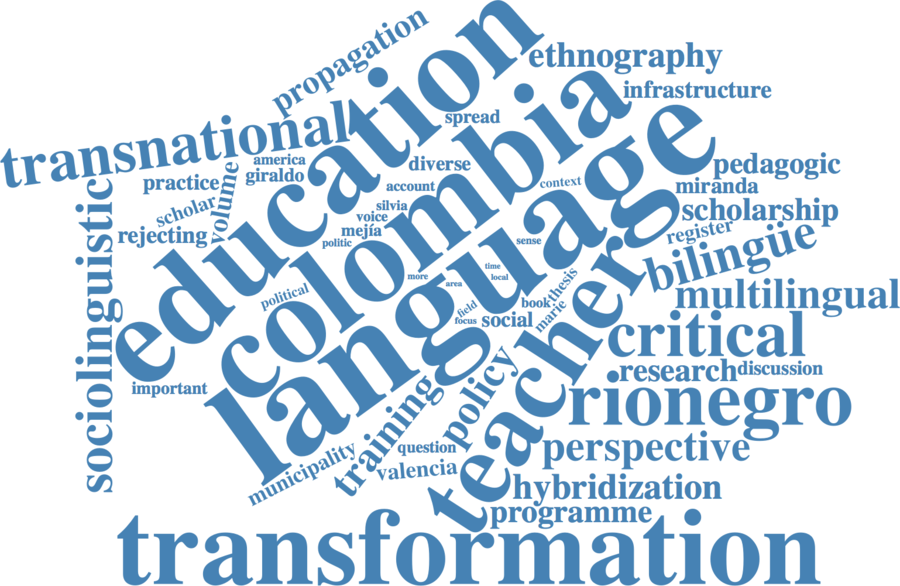 propagation
education
ethnography
infrastructure
transnational
spread
colombia
america
giraldo
diverse
practice
account
context
pedagogic
miranda
scholar
volume
silvia
voice
mejía
politic
rejecting
sociolinguistic
language
scholarship
register
bilingüe
sense
time
local
more
area
political
field
focus
social
book
thesis
marie
multilingual
teacher
critical
research
discussion
important
rionegro
policy
training
question
valencia
municipality
perspective
hybridization
programme
transformation